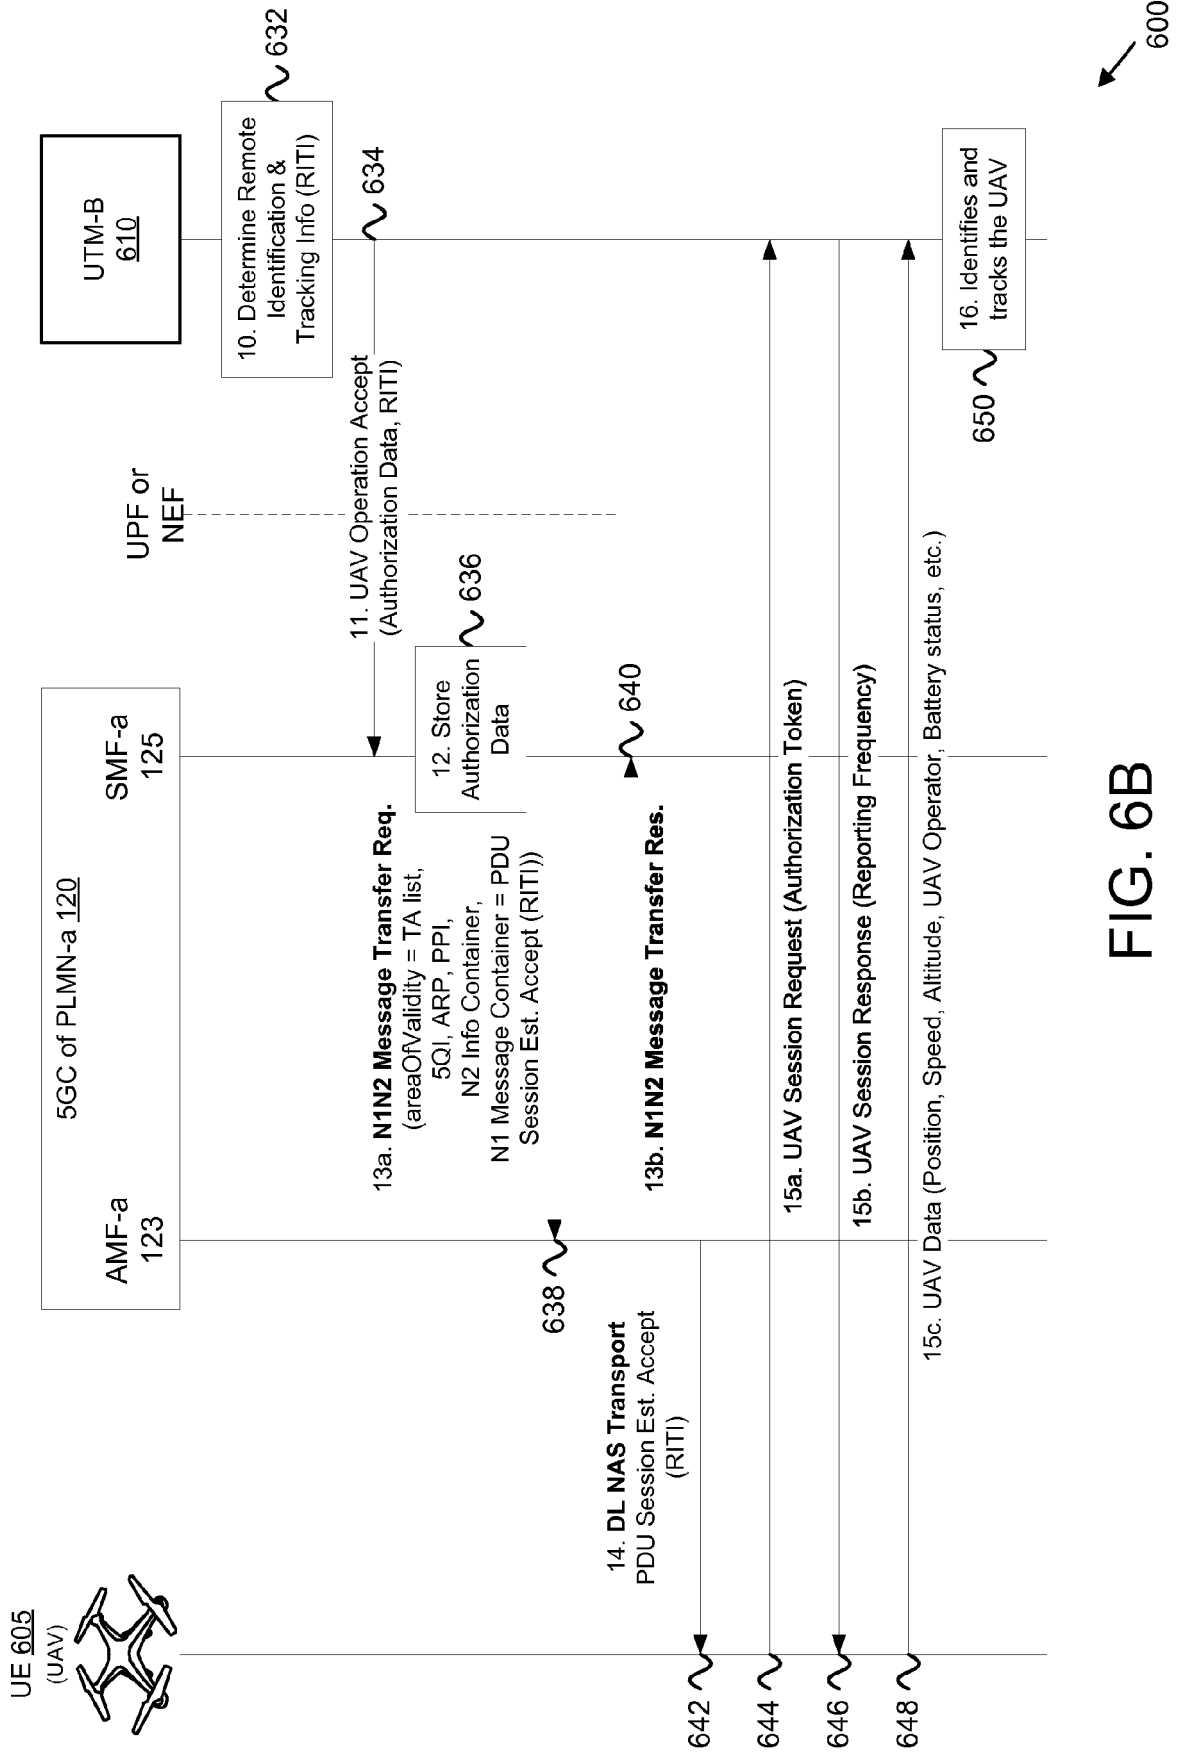 UE 605
(UAV)
5GC of PLMN-a 120
AMF-a
123
SMF-a
125
UPF or
NEF
UTM-B
610
10. Determine Remote
Identification &
Tracking Info (RITI)
632
634
11. UAV Operation Accept
(Authorization Data, RITI)
12. Store
Authorization
Data
636
13a. N1N2 Message Transfer Req.
(areaOfValidity = TA list,
5QI, ARP, PPI,
N2 Info Container,
N1 Message Container = PDU
Session Est. Accept (RITI))
638
640
13b. N1N2 Message Transfer Res.
14. DL NAS Transport
PDU Session Est. Accept
(RITI)
642
15a. UAV Session Request (Authorization Token)
644
15b. UAV Session Response (Reporting Frequency)
646
15c. UAV Data (Position, Speed, Altitude, UAV Operator, Battery status, etc.)
648
16. Identifies and
tracks the UAV
650
600
FIG. 6B